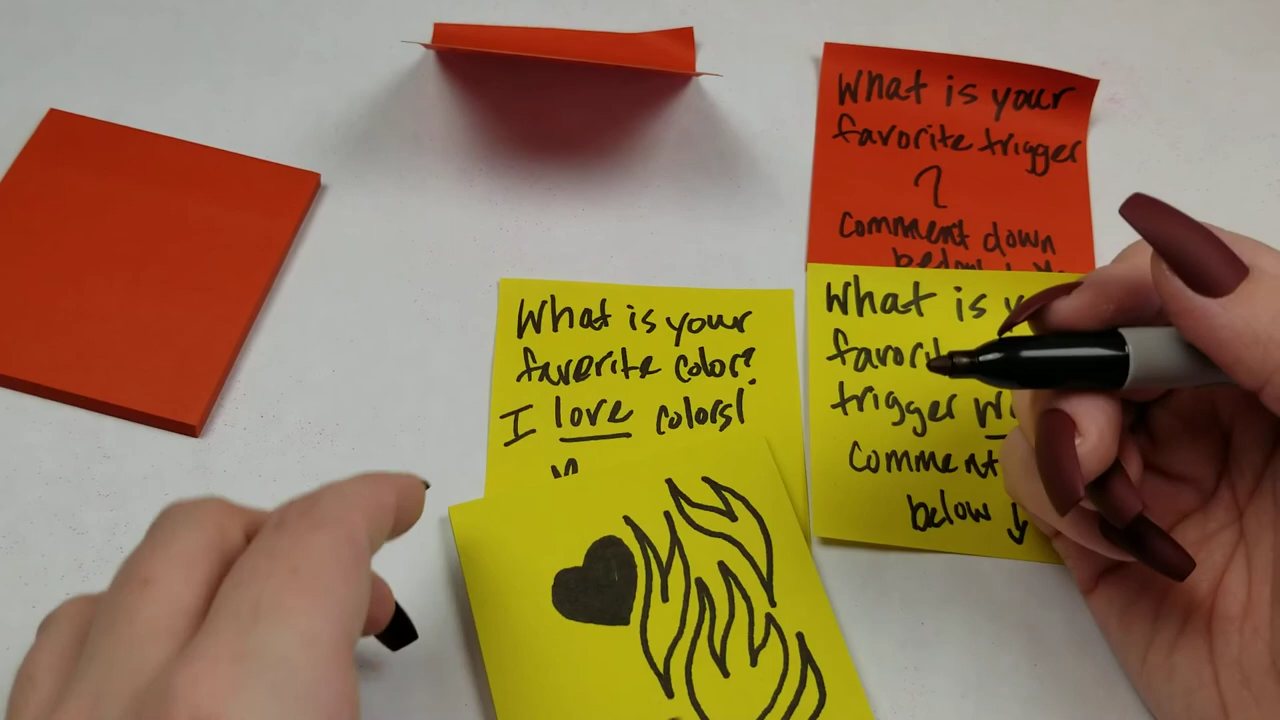 What is your
favorite trigger
?
comment down
below
What is your
favorite color?
I love colors!
What is
trigger
comment
below ↓